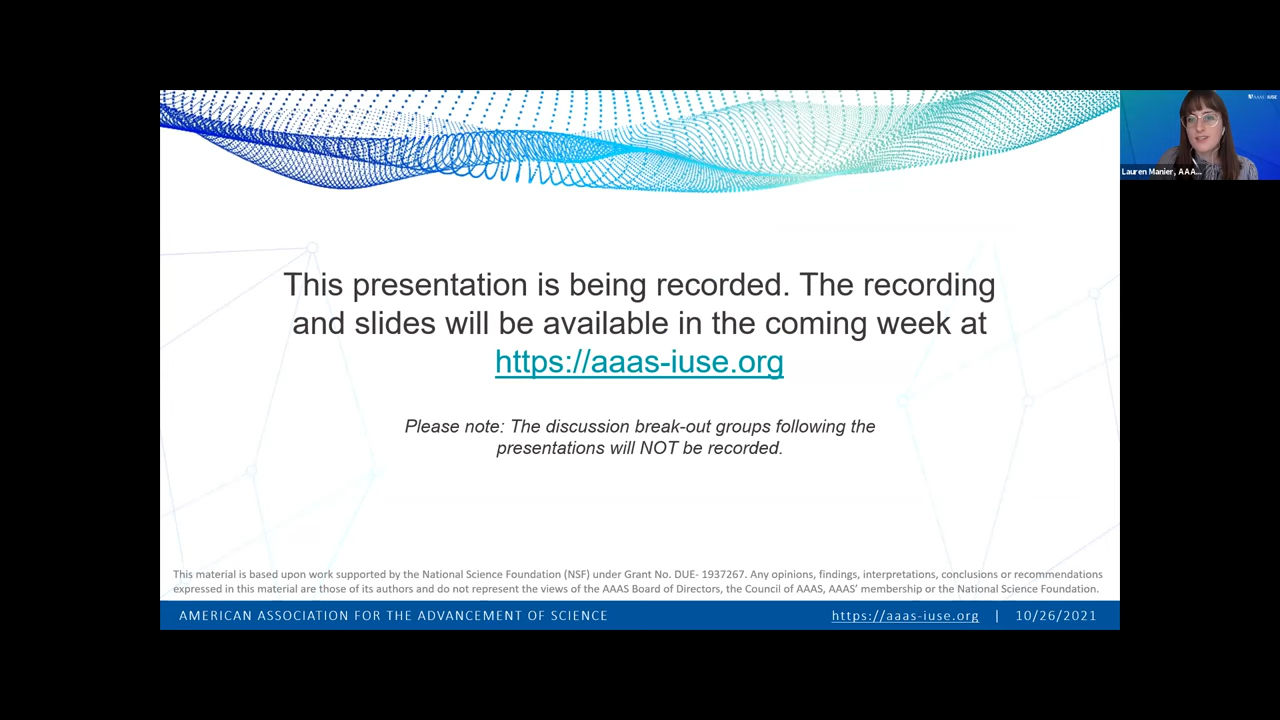 This presentation is being recorded. The recording
and slides will be available in the coming week at
https://aaas-iuse.org
Please note: The discussion break-out groups following the
presentations will NOT be recorded.
This material is based upon work supported by the National Science Foundation (NSF) under Grant No. DUE- 1937267. Any opinions, findings, interpretations, conclusions or recommendations
expressed in this material are those of its authors and do not represent the views of the AAAS Board of Directors, the Council of AAAS, AAAS’ membership or the National Science Foundation.
AMERICAN ASSOCIATION FOR THE ADVANCEMENT OF SCIENCE
https://aaas-iuse.org | 10/26/2021
AAAS IUSE
Lauren Manier, AAA...